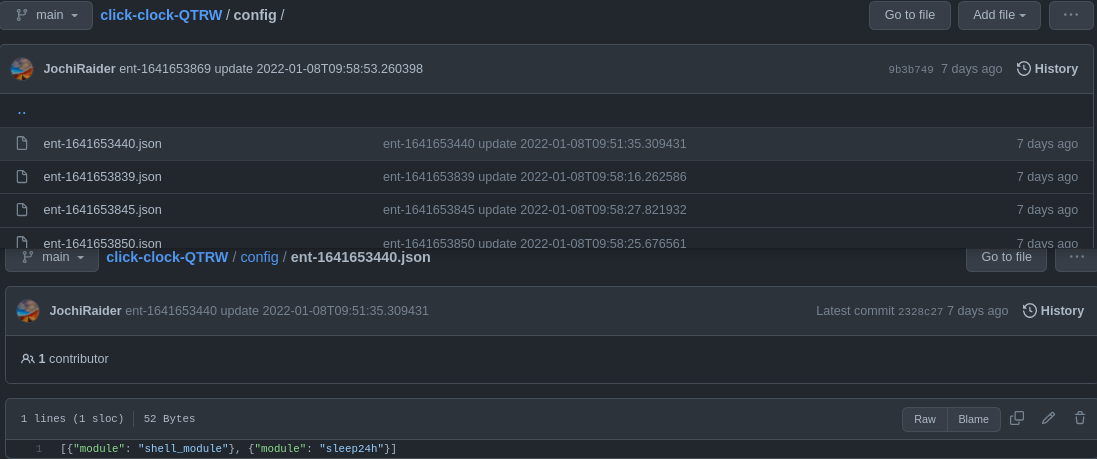 main click-clock-QTRW / config / Go to file Add file ...
JochiRaider ent-1641653869 update 2022-01-08T09:58:53.260398 9b3b749 7 days ago History
..
ent-1641653440.json ent-1641653440 update 2022-01-08T09:51:35.309431 7 days ago
ent-1641653839.json ent-1641653839 update 2022-01-08T09:58:16.262586 7 days ago
ent-1641653845.json ent-1641653845 update 2022-01-08T09:58:27.821932 7 days ago
ent-1641653850.json ent-1641653850 update 2022-01-08T09:58:25.676561 7 days ago
main click-clock-QTRW / config / ent-1641653440.json Go to file ...
JochiRaider ent-1641653440 update 2022-01-08T09:51:35.309431 Latest commit 2328c27 7 days ago History
1 contributor
1 lines (1 sloc) 52 Bytes Raw Blame
1 [{"module": "shell_module"}, {"module": "sleep24h"}]